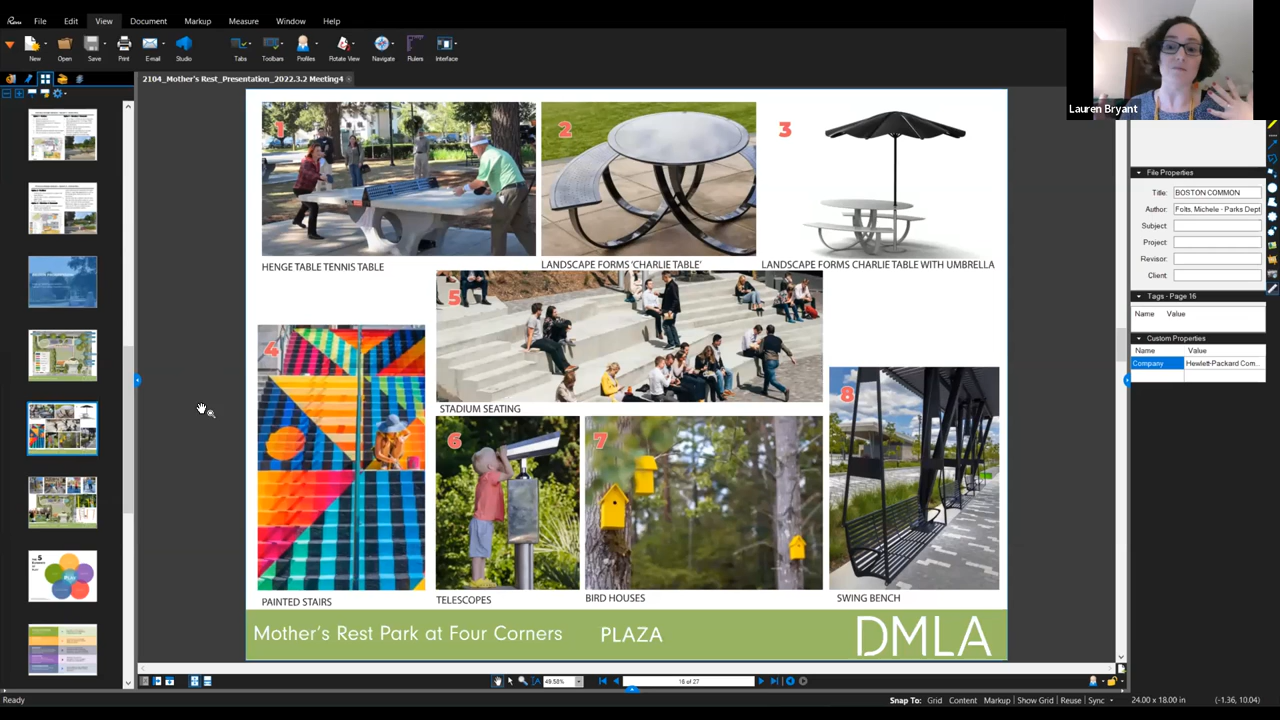 Revu
File Edit View Document Markup Measure Window Help
New Open Save Print E-mail Studio Tabs Toolbars Profiles Rotate View Navigate Rulers Interface
Lauren Bryant
2104_Mother's Rest_Presentation_2022.3.2 Meeting4
1
2
3
HENGE TABLE TENNIS TABLE
LANDSCAPE FORMS 'CHARLIE TABLE'
LANDSCAPE FORMS CHARLIE TABLE WITH UMBRELLA
4
5
STADIUM SEATING
6
7
8
PAINTED STAIRS
TELESCOPES
BIRD HOUSES
SWING BENCH
Mother's Rest Park at Four Corners PLAZA DMLA
File Properties
Title: BOSTON COMMON
Author: Folts, Michele - Parks Dept
Subject
Project
Revisor:
Client:
Tags - Page 16
Name Value
Custom Properties
Name Value
Company Hewlett-Packard Com...
49.58% 16 of 27
Ready Snap To: Grid Content Markup Show Grid Reuse Sync 24.00 x 18.00 in (-1.36, 10.04)